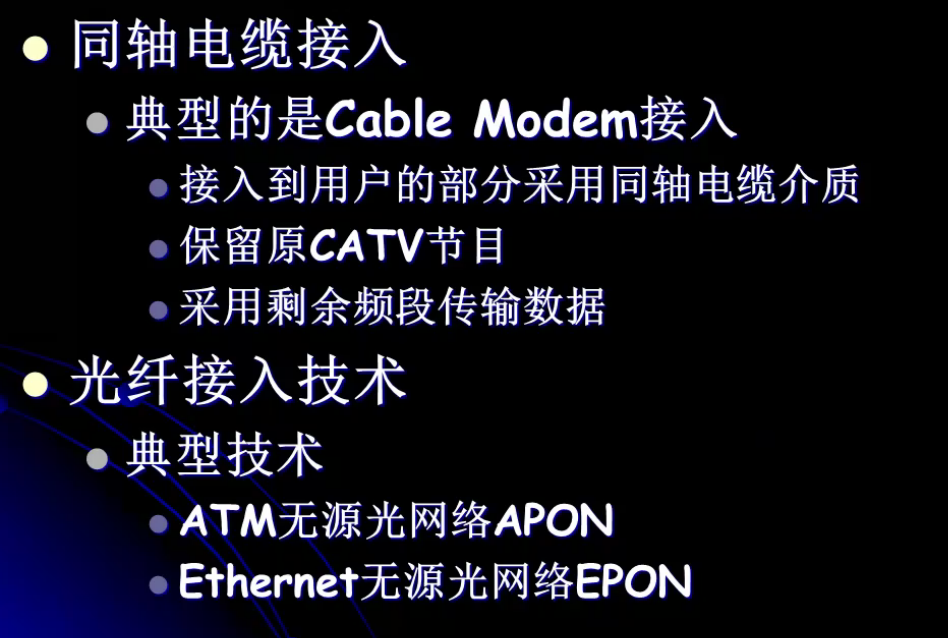 同轴电缆接入
典型的是Cable Modem接入
接入到用户的部分采用同轴电缆介质
保留原CATV节目
采用剩余频段传输数据
光纤接入技术
典型技术
ATM无源光网络APON
Ethernet无源光网络EPON